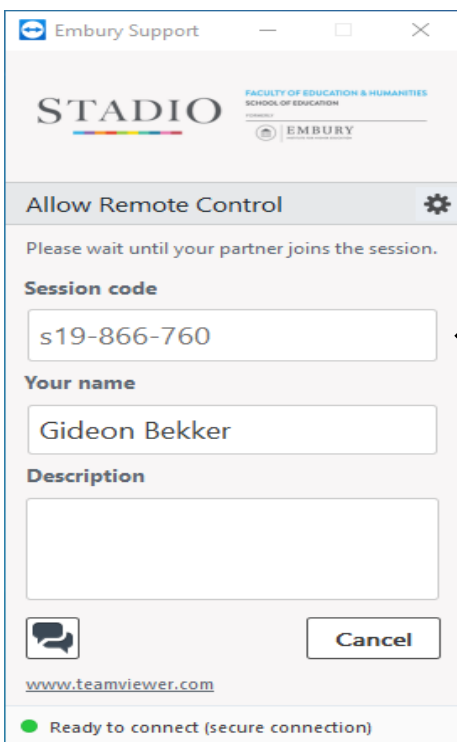 Embury Support
STADIO
FACULTY OF EDUCATION & HUMANITIES
SCHOOL OF EDUCATION
FORMERLY
EMBURY
Allow Remote Control
Please wait until your partner joins the session.
Session code
s19-866-760
Your name
Gideon Bekker
Description
Cancel
www.teamviewer.com
Ready to connect (secure connection)